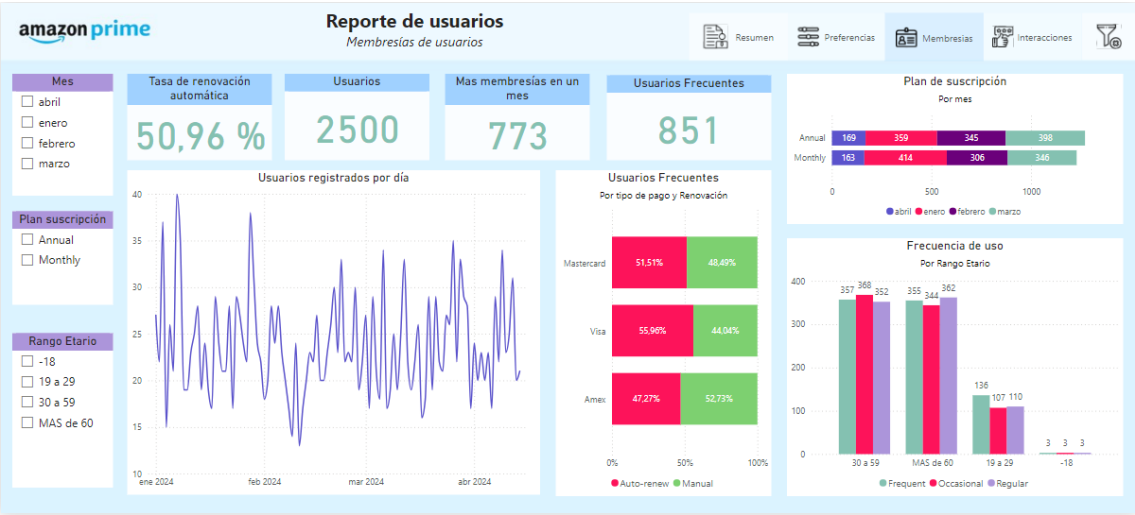 amazon prime
Reporte de usuarios
Membresías de usuarios
Resumen
Preferencias
Membresias
Interacciones
Mes
abril
enero
febrero
marzo
Plan suscripción
Annual
Monthly
Rango Etario
-18
19 a 29
30 a 59
MAS de 60
Tasa de renovación
automática
50,96 %
Usuarios
2500
Mas membresías en un
mes
773
Usuarios Frecuentes
851
Usuarios registrados por día
40
35
30
25
20
15
10
ene 2024
feb 2024
mar 2024
abr 2024
Usuarios Frecuentes
Por tipo de pago y Renovación
Mastercard 51,51% 48,49%
Visa 55,96% 44,04%
Amex 47,27% 52,73%
0% 50% 100%
Auto-renew Manual
Plan de suscripción
Por mes
Annual 169 359 345 398
Monthly 163 414 306 346
0 500 1000
abril enero febrero marzo
Frecuencia de uso
Por Rango Etario
400
300
200
100
0
357 368 352
355 344 362
136 107 110
3 3 3
30 a 59 MAS de 60 19 a 29 -18
Frequent Occasional Regular